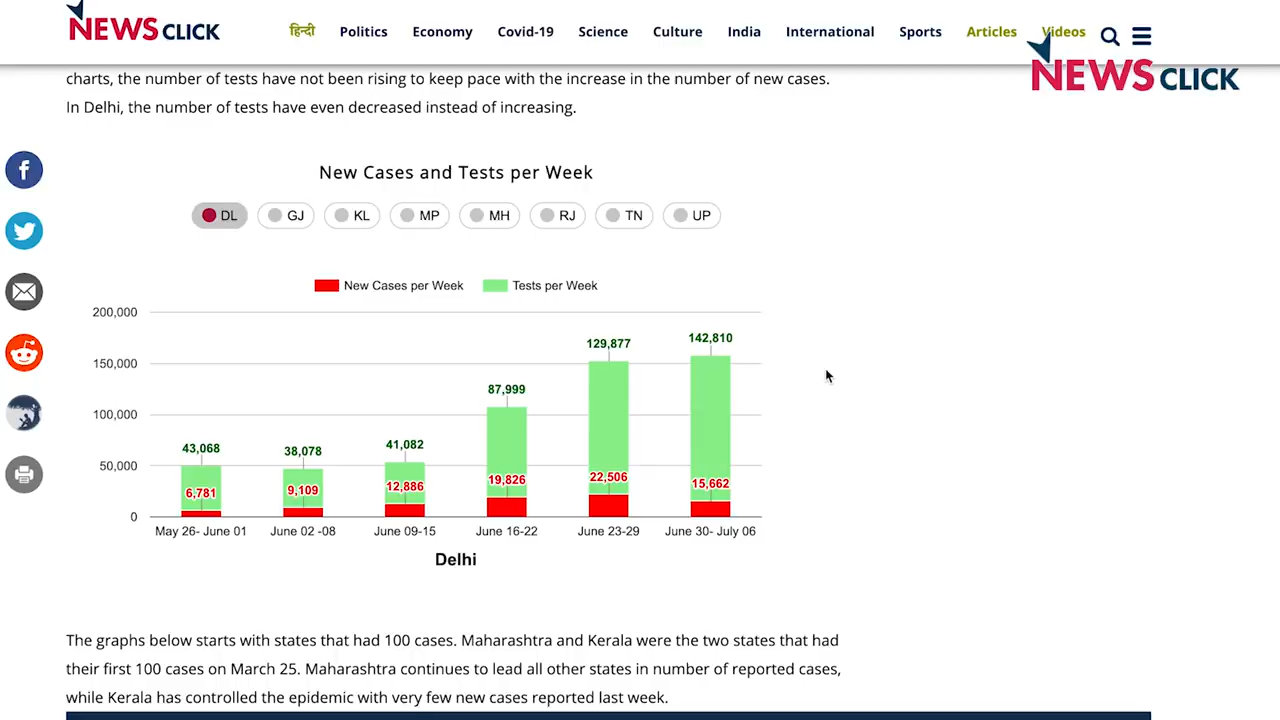 NEWS CLICK
हिन्दी Politics Economy Covid-19 Science Culture India International Sports Articles Videos
NEWS CLICK
charts, the number of tests have not been rising to keep pace with the increase in the number of new cases.
In Delhi, the number of tests have even decreased instead of increasing.
New Cases and Tests per Week
DL GJ KL MP MH RJ TN UP
New Cases per Week Tests per Week
200,000
150,000
100,000
50,000
0
43,068 38,078 41,082 87,999 129,877 142,810
6,781 9,109 12,886 19,826 22,506 15,662
May 26- June 01 June 02 -08 June 09-15 June 16-22 June 23-29 June 30- July 06
Delhi
The graphs below starts with states that had 100 cases. Maharashtra and Kerala were the two states that had
their first 100 cases on March 25. Maharashtra continues to lead all other states in number of reported cases,
while Kerala has controlled the epidemic with very few new cases reported last week.